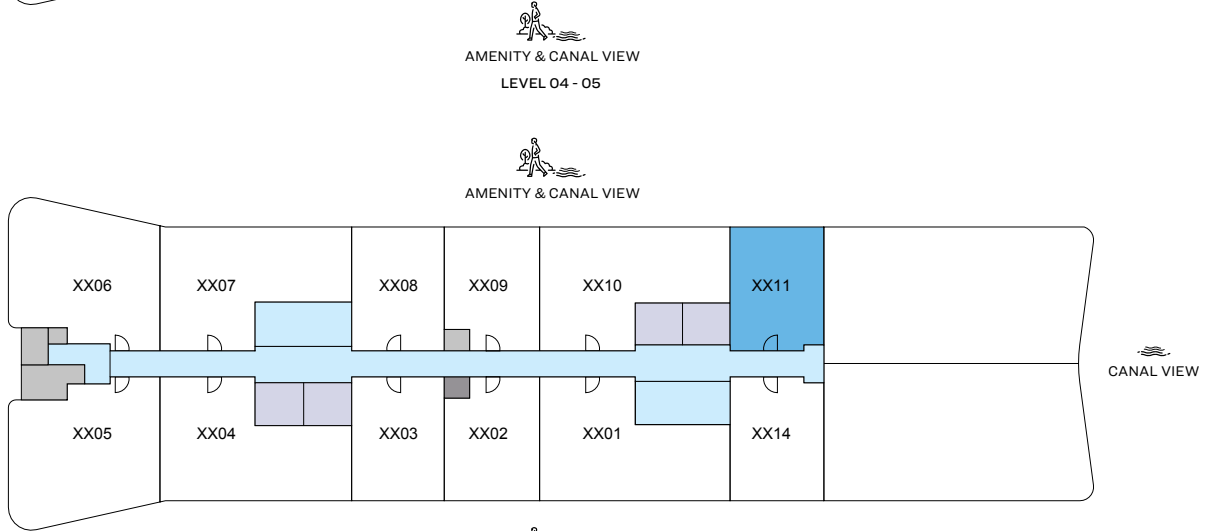 AMENITY & CANAL VIEW
LEVEL 04 - 05
AMENITY & CANAL VIEW
XX06 XX07 XX08 XX09 XX10 XX11
CANAL VIEW
XX05 XX04 XX03 XX02 XX01 XX14